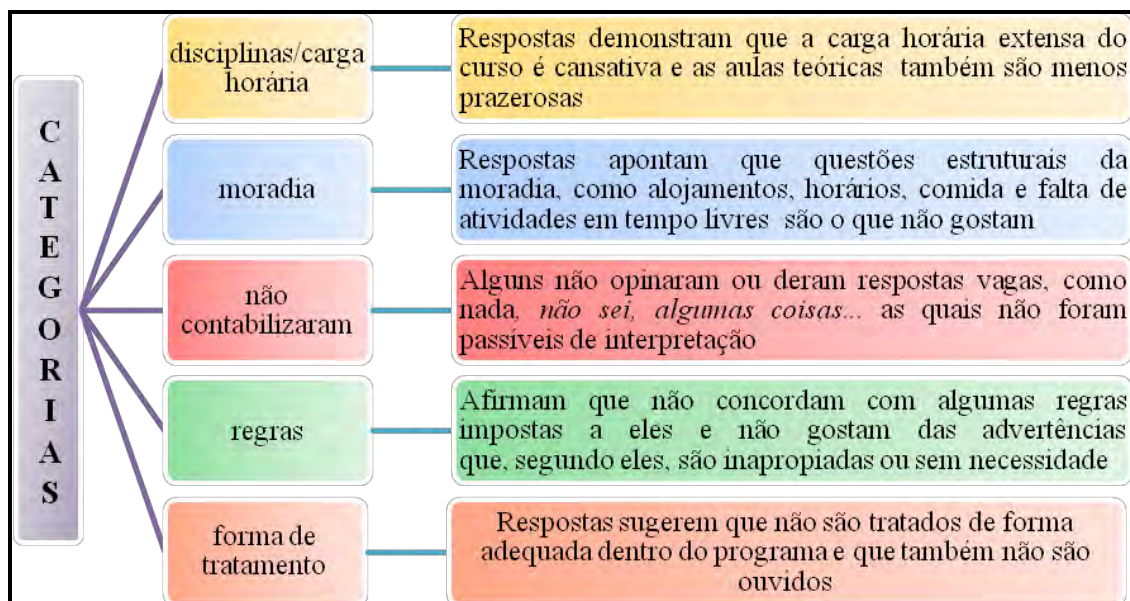 CATEGORIAS
disciplinas/carga
horária
Respostas demonstram que a carga horária extensa do
curso é cansativa e as aulas teóricas também são menos
prazerosas
moradia
Respostas apontam que questões estruturais da
moradia, como alojamentos, horários, comida e falta de
atividades em tempo livres são o que não gostam
não
contabilizaram
Alguns não opinaram ou deram respostas vagas, como
nada, não sei, algumas coisas... as quais não foram
passíveis de interpretação
regras
Afirmam que não concordam com algumas regras
impostas a eles e não gostam das advertências
que, segundo eles, são inapropiadas ou sem necessidade
forma de
tratamento
Respostas sugerem que não são tratados de forma
adequada dentro do programa e que também não são
ouvidos